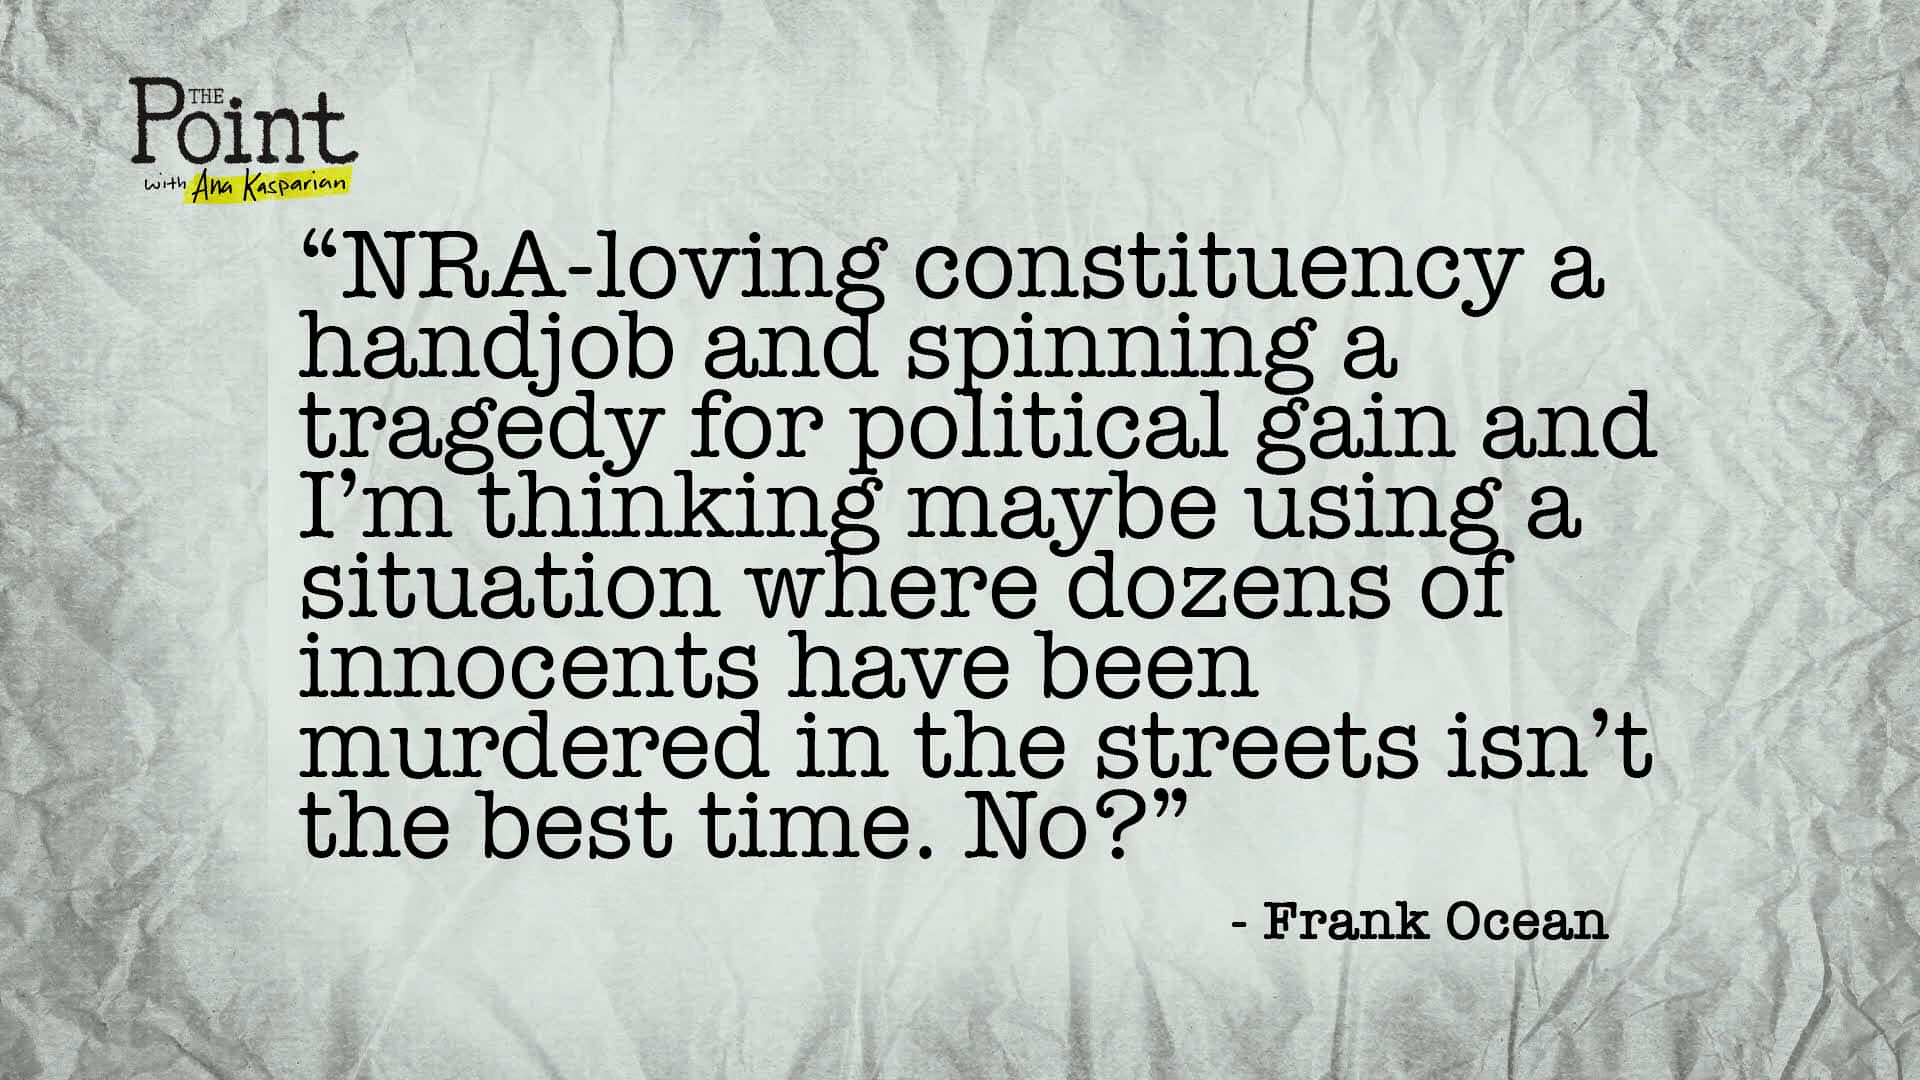 THE
Point
with Ana Kasparian
“NRA-loving constituency a
handjob and spinning a
tragedy for political gain and
I’m thinking maybe using a
situation where dozens of
innocents have been
murdered in the streets isn’t
the best time. No?”
- Frank Ocean